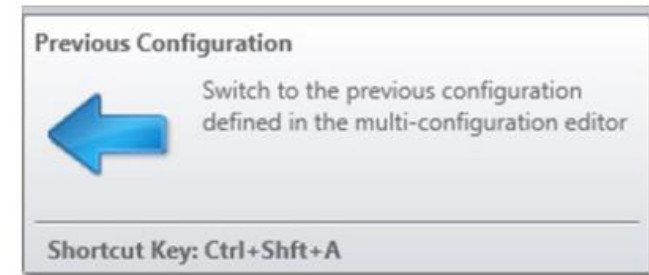 Previous Configuration
Switch to the previous configuration
defined in the multi-configuration editor
Shortcut Key: Ctrl+Shft+A